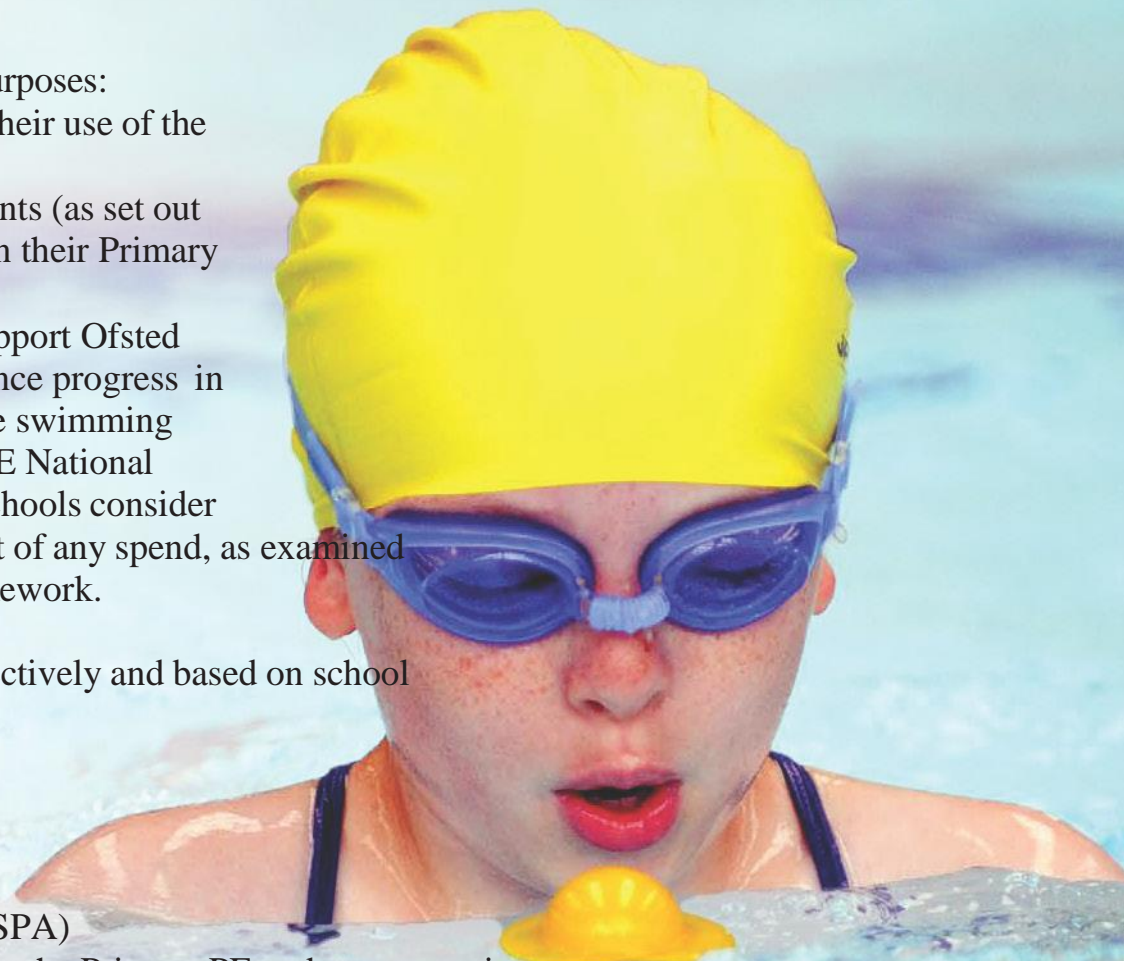 urposes:
heir use of the
nts (as set out
n their Primary
pport Ofsted
nce progress in
e swimming
E National
hools consider
t of any spend, as examined
ework.
ctively and based on school
SPA)